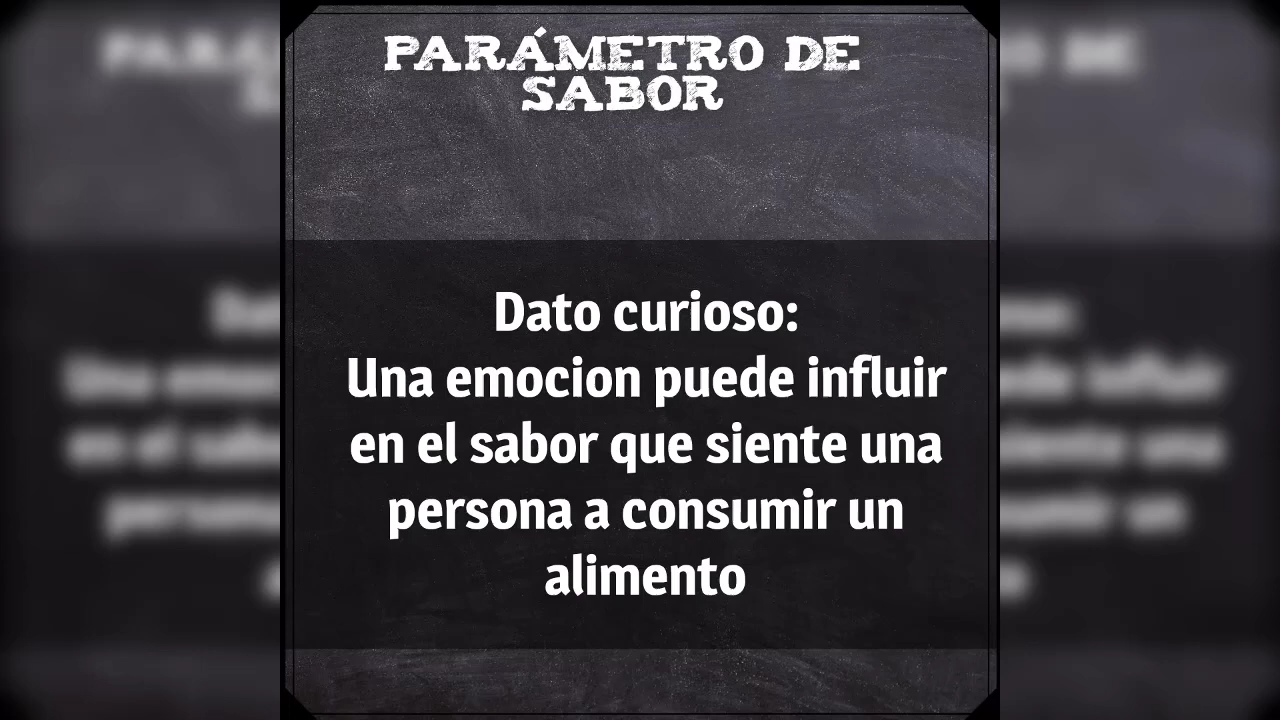 PARÁMETRO DE
SABOR
Dato curioso:
Una emocion puede influir
en el sabor que siente una
persona a consumir un
alimento